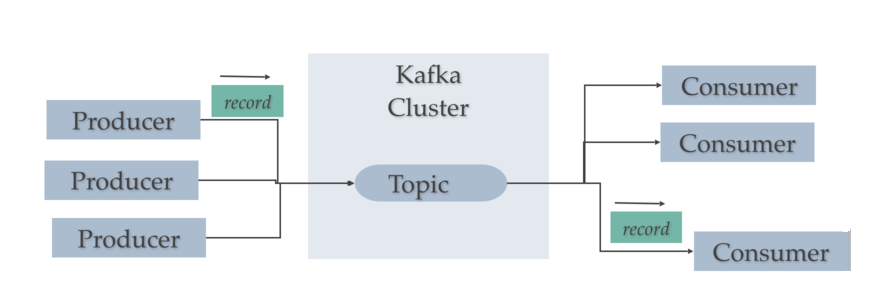 Producer
Producer
Producer
record
Kafka
Cluster
Topic
Consumer
Consumer
record
Consumer